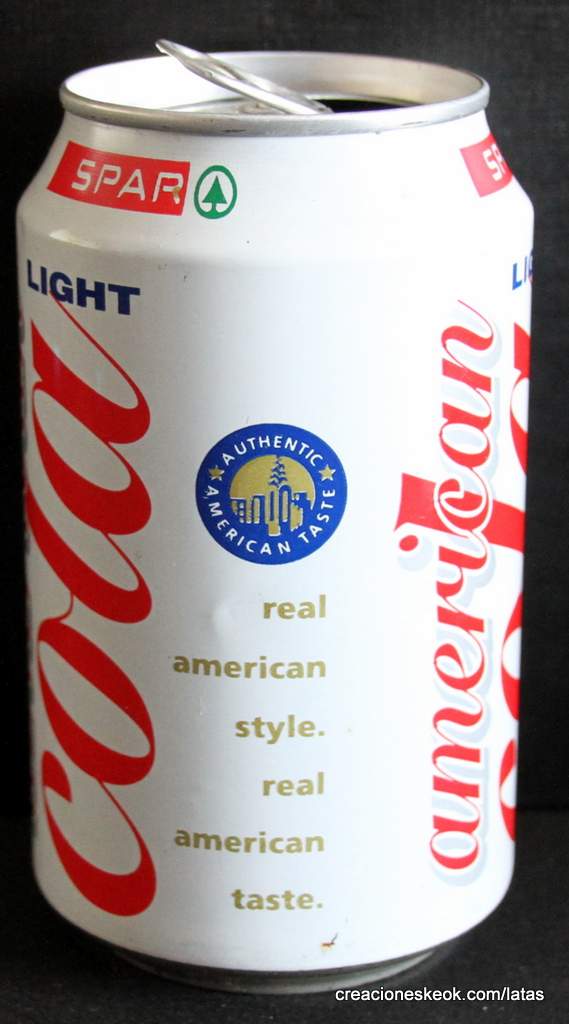 SPAR
LIGHT
cola
AUTHENTIC
AMERICAN TASTE
real
american
style.
real
american
taste.
american
creacioneskeok.com/latas